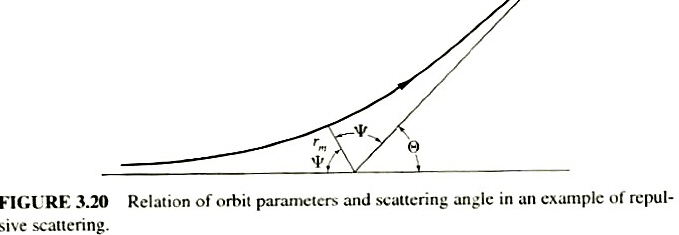 Ψ
r_m
Ψ
Θ
FIGURE 3.20 Relation of orbit parameters and scattering angle in an example of repul-
sive scattering.